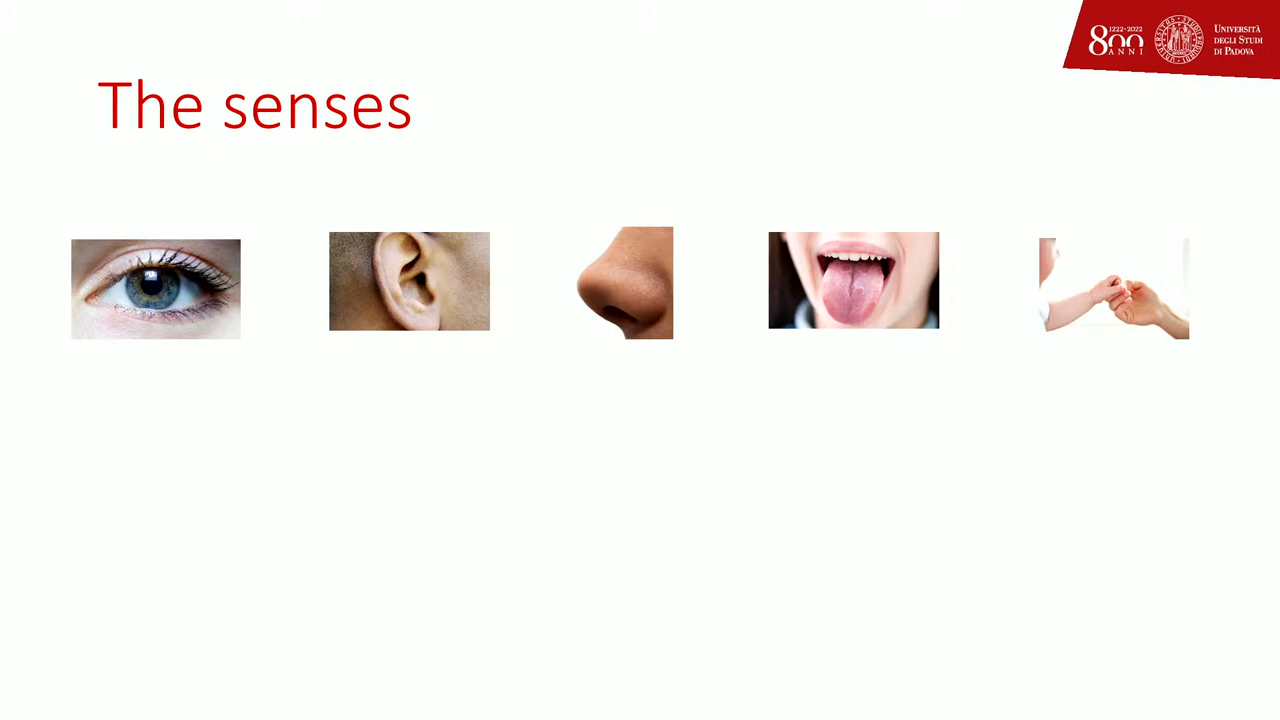 The senses
1222·2022
800
ANNI
UNIVERSITÀ
DEGLI STUDI
DI PADOVA